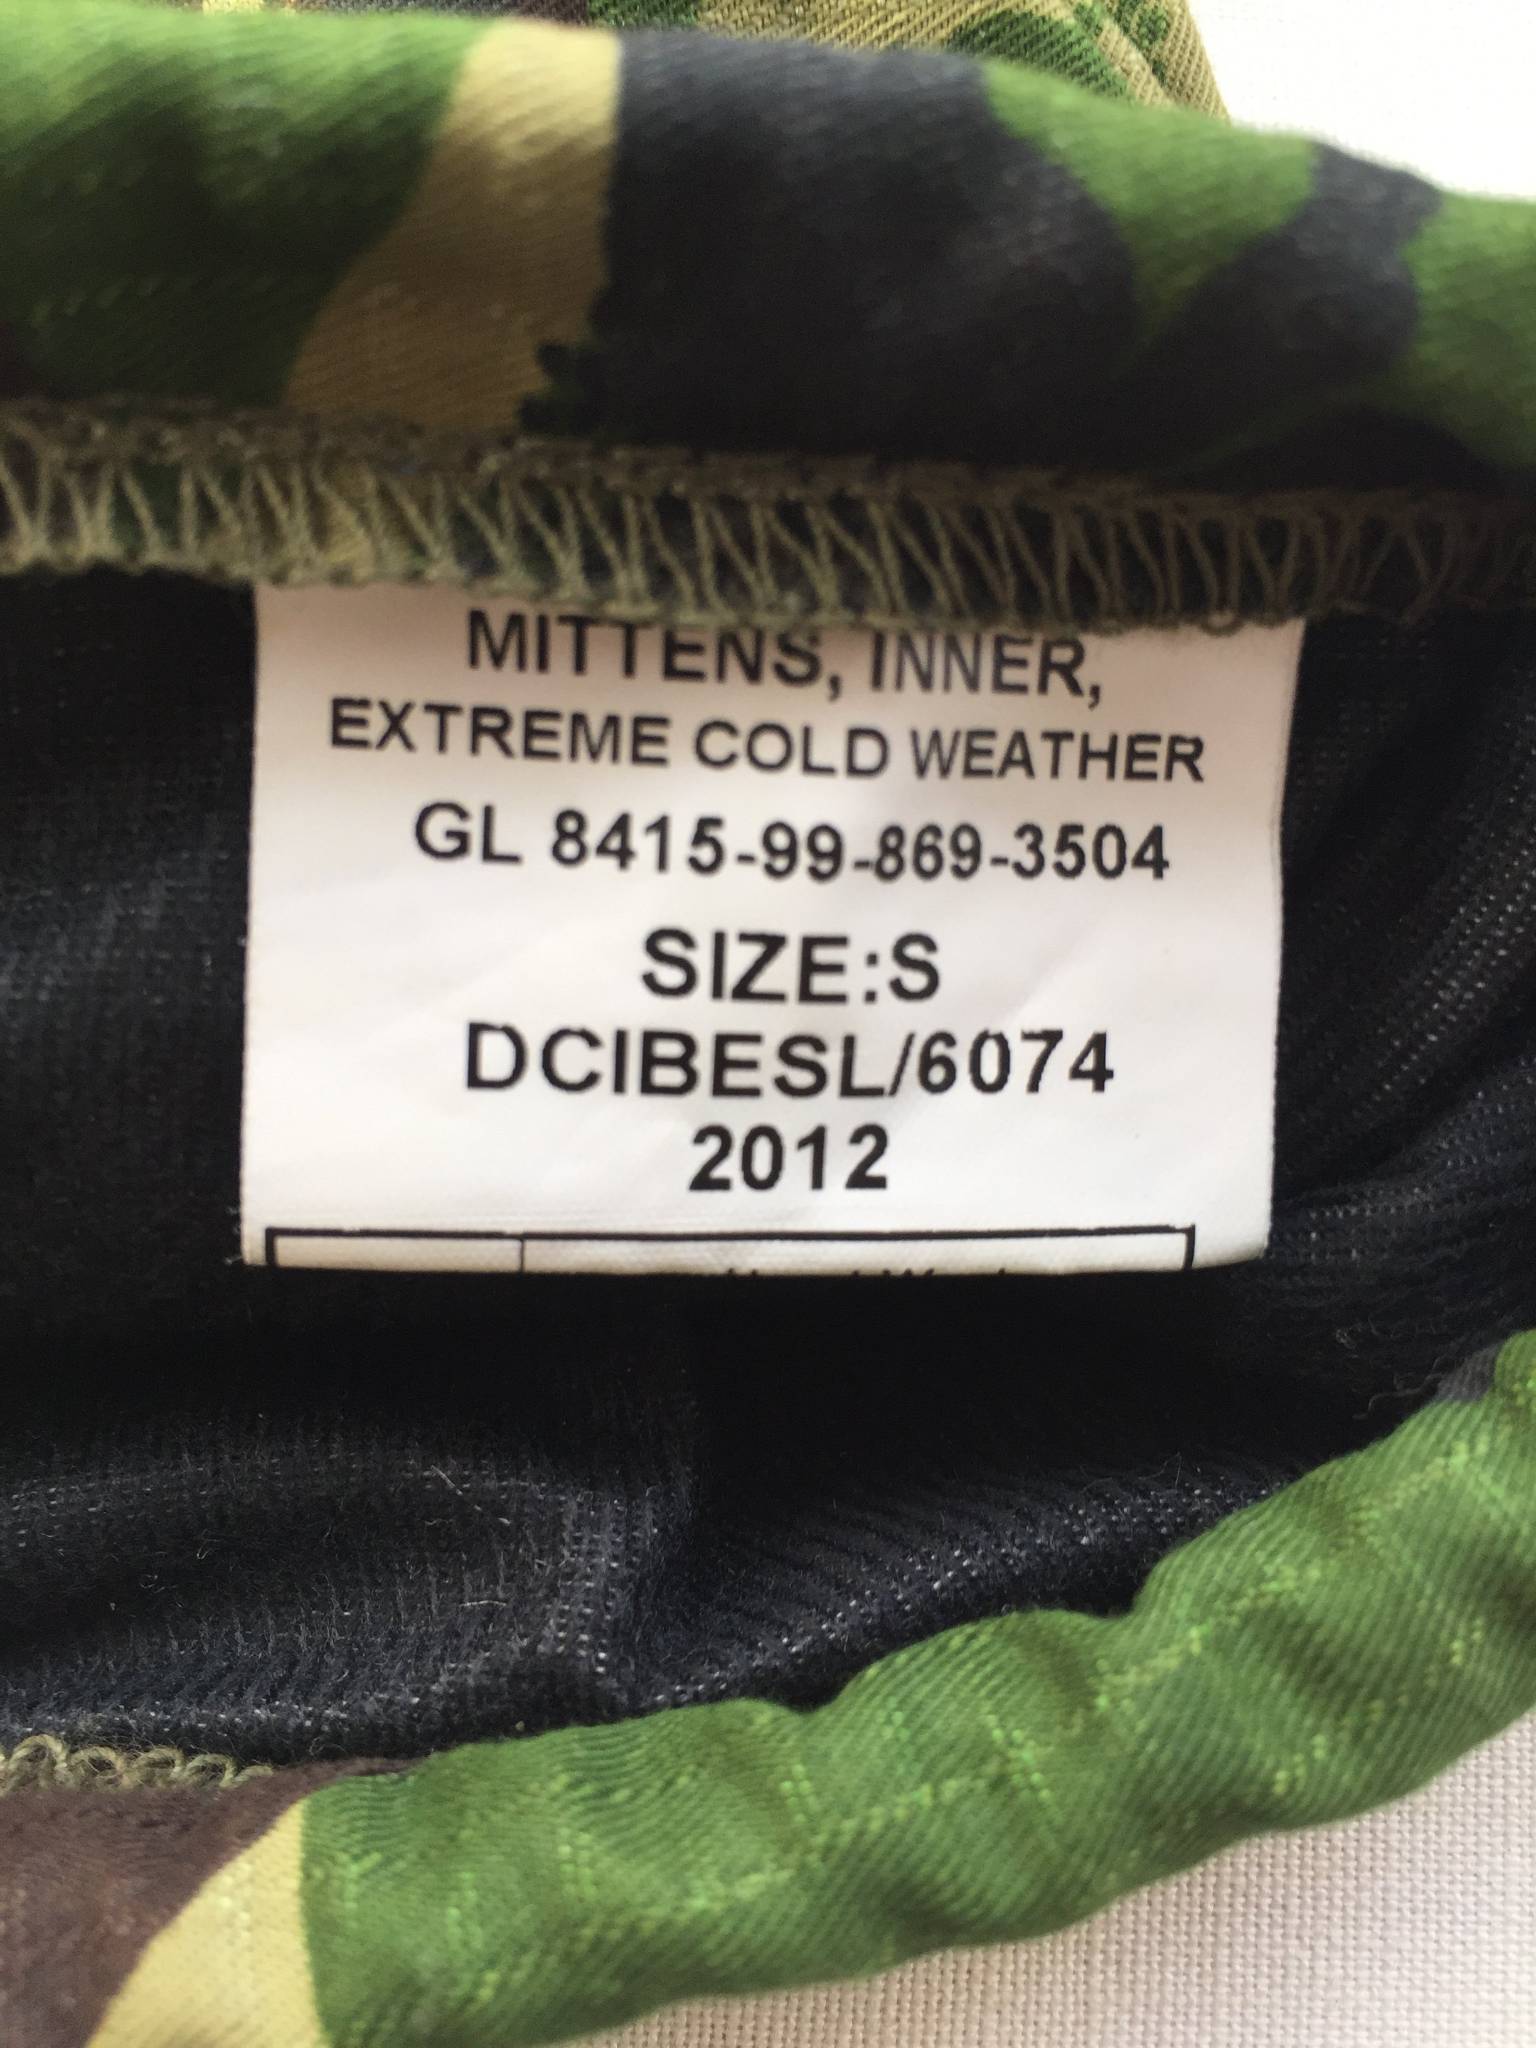 MITTENS, INNER,
EXTREME COLD WEATHER
GL 8415-99-869-3504
SIZE:S
DCIBESL/6074
2012